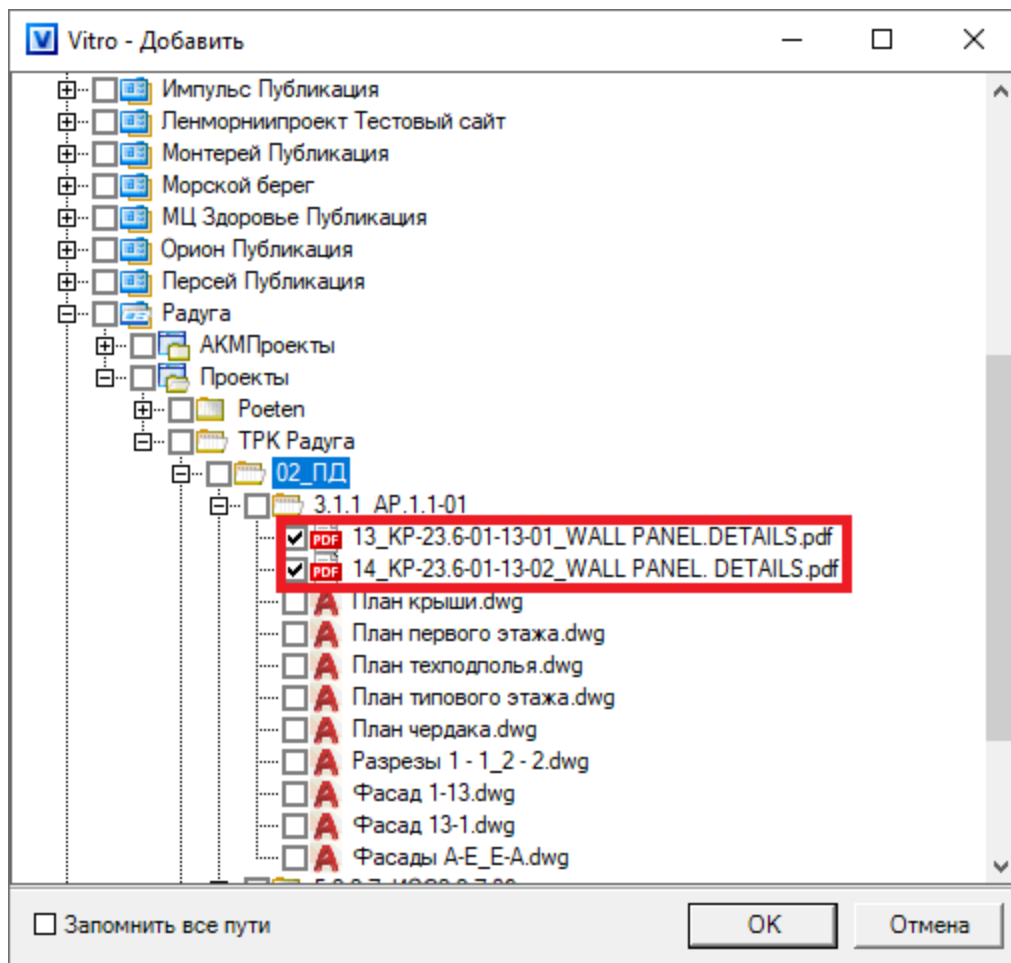 Vitro - Добавить
Импульс Публикация
Ленморниипроект Тестовый сайт
Монтерей Публикация
Морской берег
МЦ Здоровье Публикация
Орион Публикация
Персей Публикация
Радуга
АКМПроекты
Проекты
Poeten
ТРК Радуга
02_ПД
3.1.1_АР.1.1-01
PDF 13_KP-23.6-01-13-01_WALL PANEL.DETAILS.pdf
PDF 14_KP-23.6-01-13-02_WALL PANEL. DETAILS.pdf
План крыши.dwg
План первого этажа.dwg
План техподполья.dwg
План типового этажа.dwg
План чердака.dwg
Разрезы 1 - 1_2 - 2.dwg
Фасад 1-13.dwg
Фасад 13-1.dwg
Фасады А-Е_Е-А.dwg
Запомнить все пути
OK
Отмена